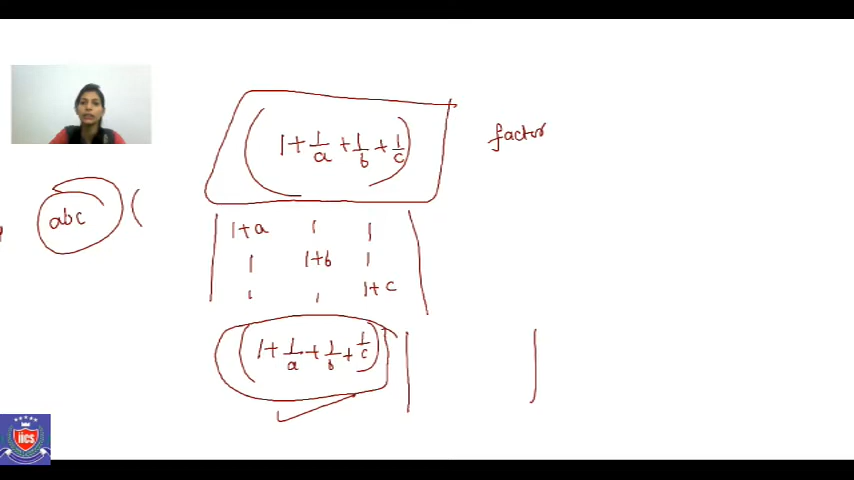 (1 + 1/a + 1/b + 1/c) factor
abc (
| 1+a 1 1 |
| 1 1+b 1 |
| 1 1 1+c |
(1 + 1/a + 1/b + 1/c) | |
iics